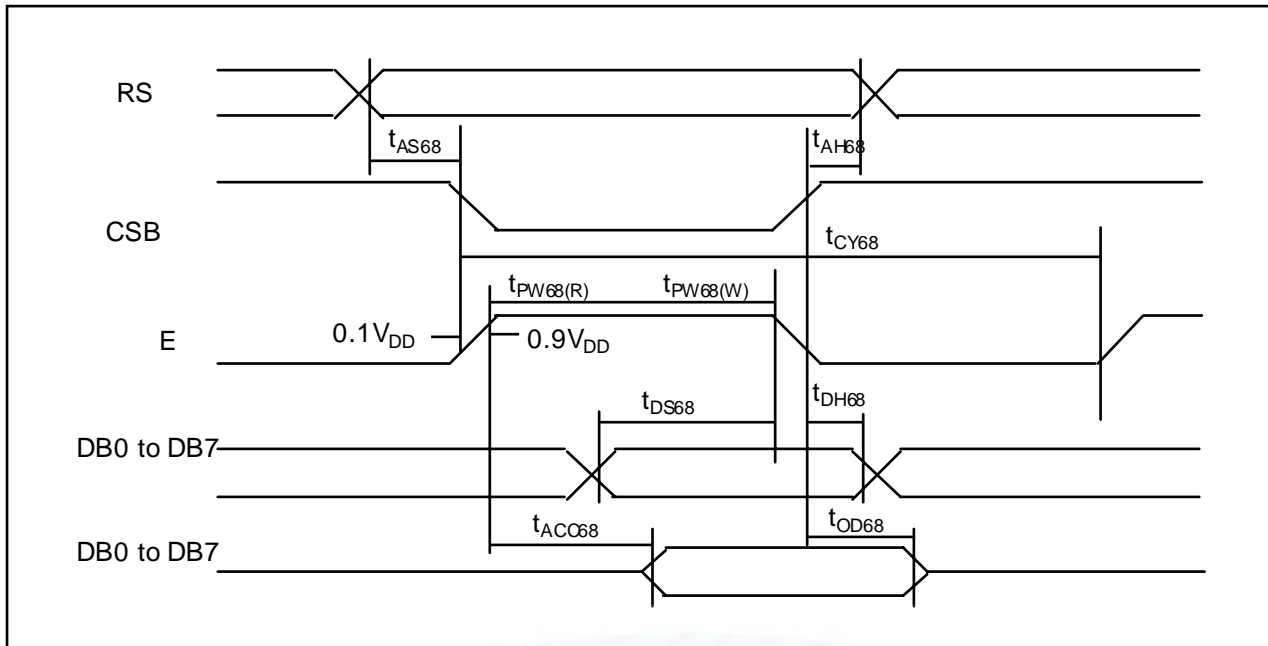 RS
tAS68
tAH68
CSB
tCY68
tPW68(R)
tPW68(W)
E
0.1VDD
0.9VDD
tDS68
tDH68
DB0 to DB7
tACC68
tOD68
DB0 to DB7